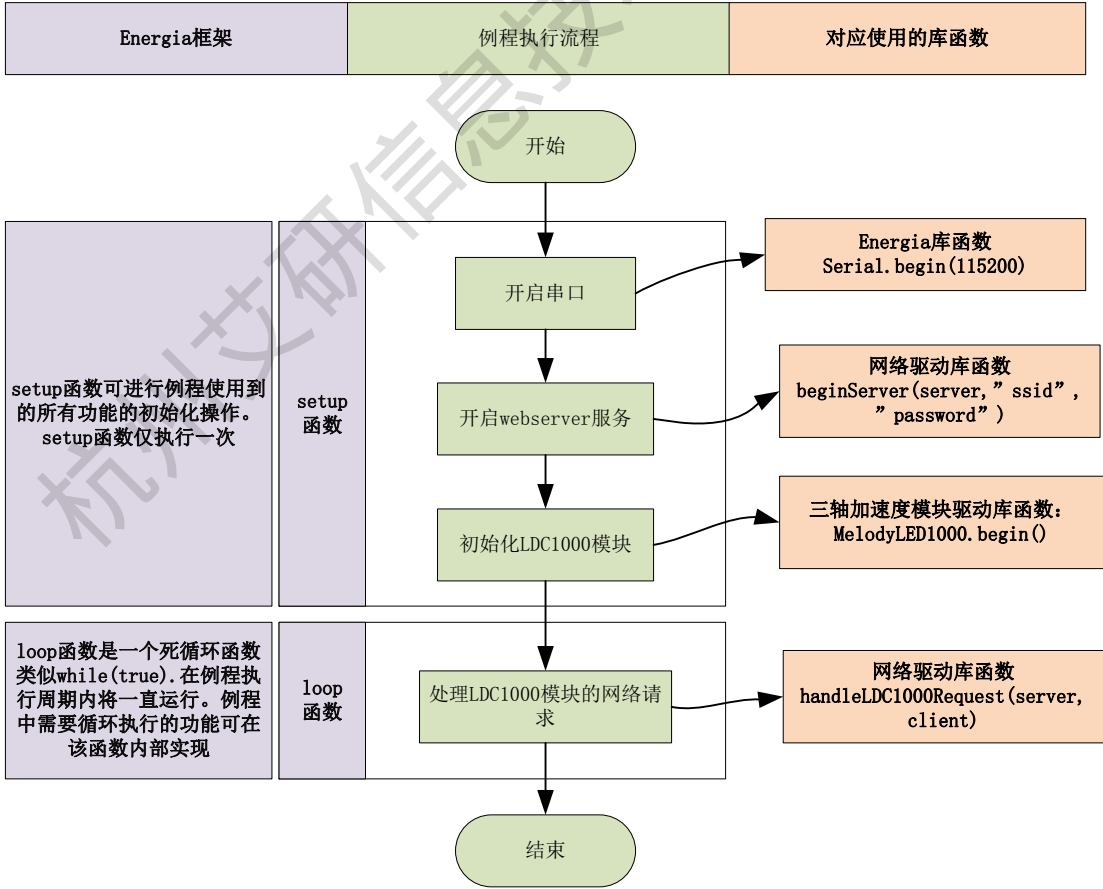 Energia框架
例程执行流程
对应使用的库函数
开始
setup函数可进行例程使用到
的所有功能的初始化操作。
setup函数仅执行一次
setup
函数
开启串口
Energia库函数
Serial.begin(115200)
开启webserver服务
网络驱动库函数
beginServer(server,” ssid” ,
” password” )
初始化LDC1000模块
三轴加速度模块驱动库函数:
MelodyLED1000.begin()
loop函数是一个死循环函数
类似while(true).在例程执
行周期内将一直运行。例程
中需要循环执行的功能可在
该函数内部实现
loop
函数
处理LDC1000模块的网络请
求
网络驱动库函数
handleLDC1000Request(server,
client)
结束
杭州艾研信息技